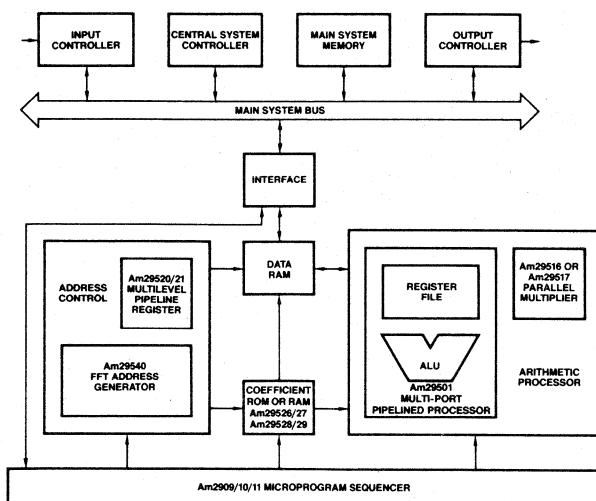 INPUT
CONTROLLER
CENTRAL SYSTEM
CONTROLLER
MAIN SYSTEM
MEMORY
OUTPUT
CONTROLLER
MAIN SYSTEM BUS
INTERFACE
ADDRESS
CONTROL
Am29520/21
MULTILEVEL
PIPELINE
REGISTER
Am29540
FFT ADDRESS
GENERATOR
DATA
RAM
COEFFICIENT
ROM OR RAM
Am29526/27
Am29528/29
REGISTER
FILE
ALU
Am29501
MULTI-PORT
PIPELINED PROCESSOR
Am29516 OR
Am29517
PARALLEL
MULTIPLIER
ARITHMETIC
PROCESSOR
Am2909/10/11 MICROPROGRAM SEQUENCER